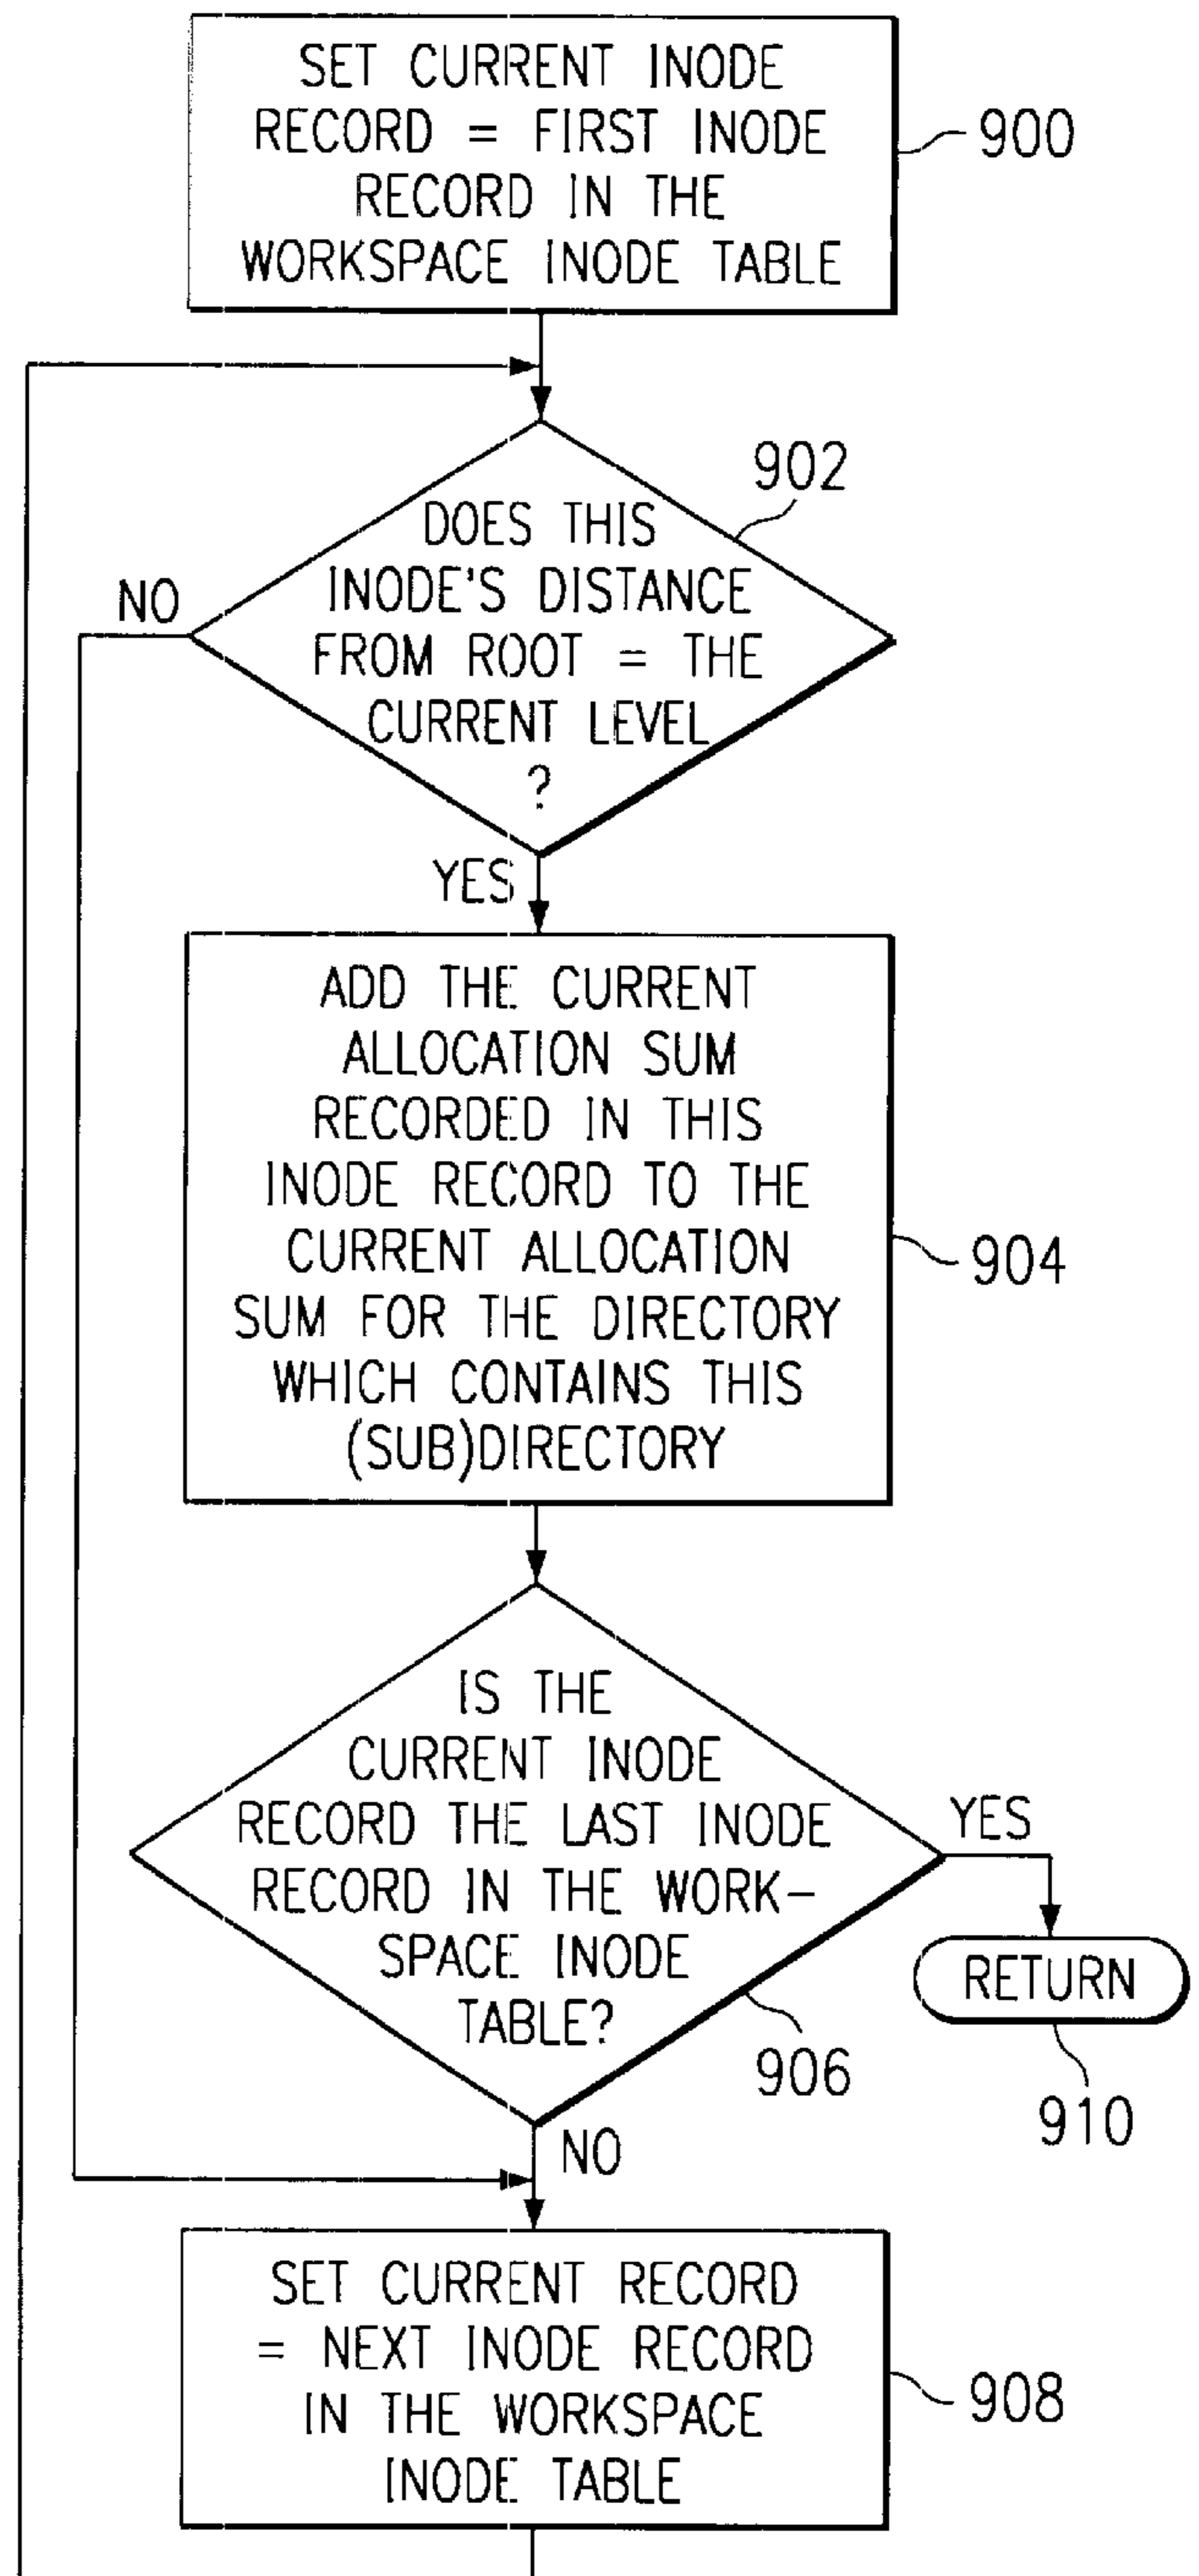 SET CURRENT INODE
RECORD = FIRST INODE
RECORD IN THE
WORKSPACE INODE TABLE
900
902
DOES THIS
INODE'S DISTANCE
FROM ROOT = THE
CURRENT LEVEL
?
NO
YES
ADD THE CURRENT
ALLOCATION SUM
RECORDED IN THIS
INODE RECORD TO THE
CURRENT ALLOCATION
SUM FOR THE DIRECTORY
WHICH CONTAINS THIS
(SUB)DIRECTORY
904
IS THE
CURRENT INODE
RECORD THE LAST INODE
RECORD IN THE WORK-
SPACE INODE
TABLE?
YES
RETURN
906
910
NO
SET CURRENT RECORD
= NEXT INODE RECORD
IN THE WORKSPACE
INODE TABLE
908